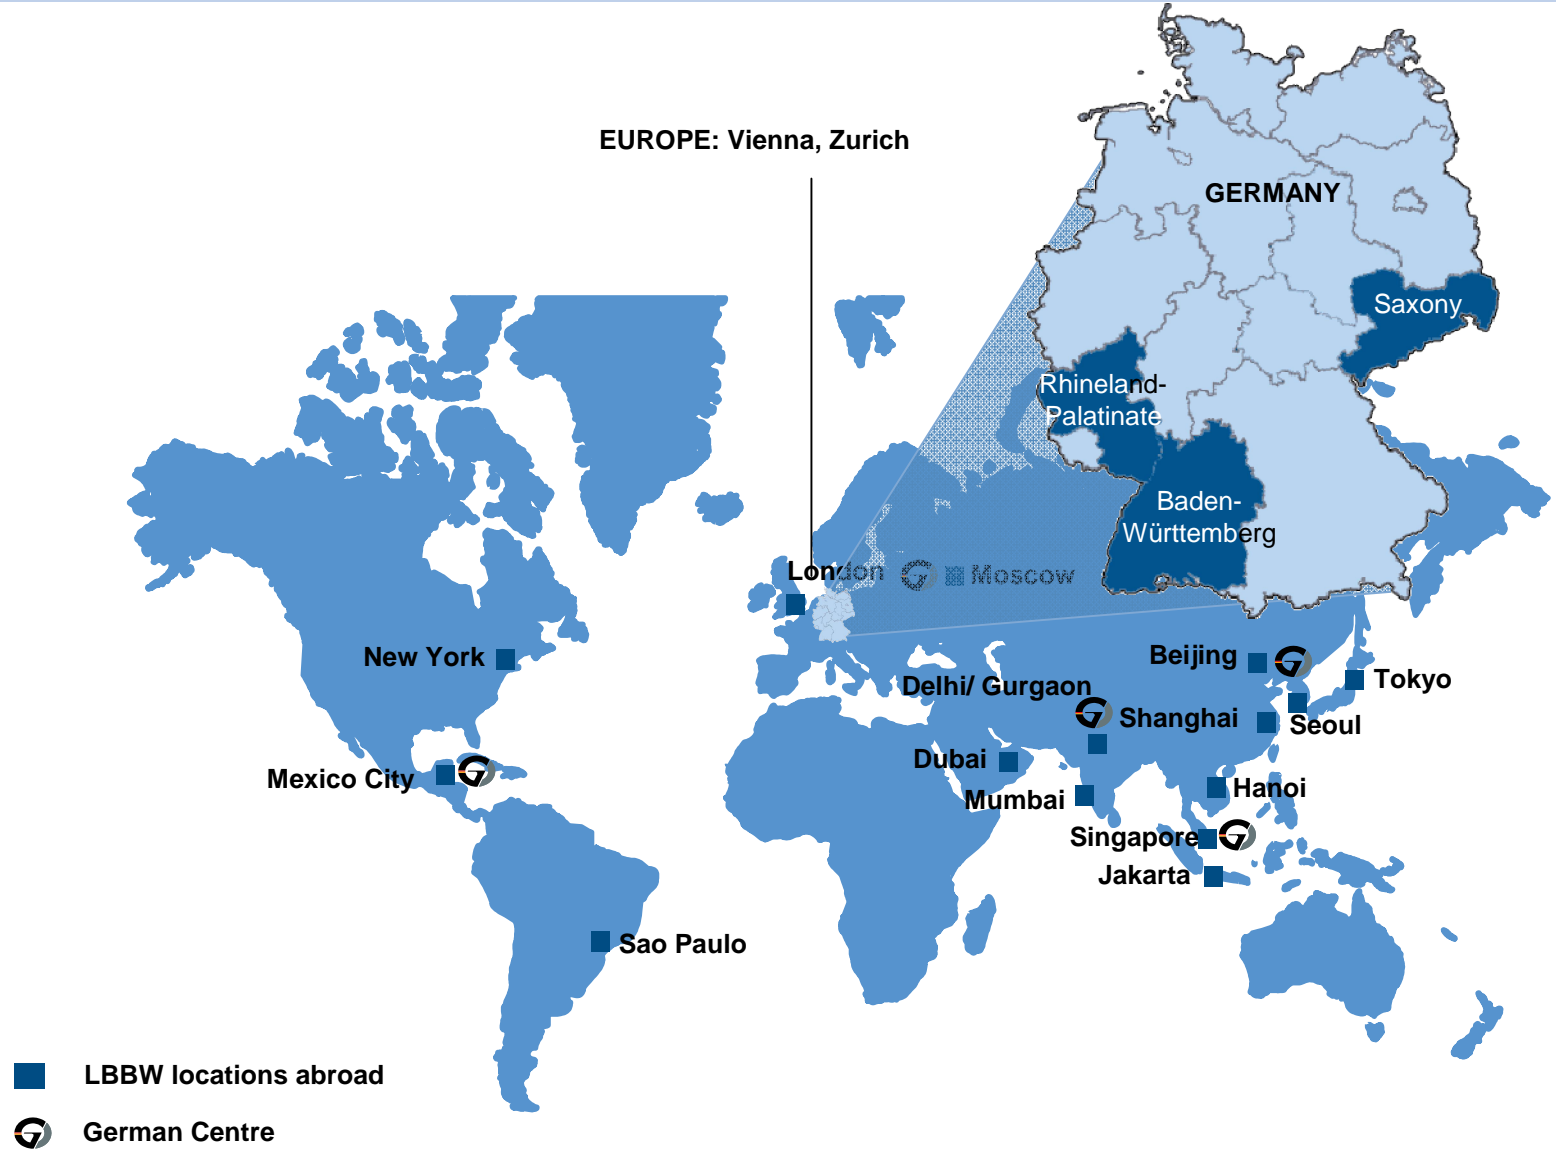 EUROPE: Vienna, Zurich
GERMANY
Saxony
Rhineland-
Palatinate
Baden-
Württemberg
London
Moscow
New York
Beijing
Tokyo
Delhi/ Gurgaon
Shanghai
Seoul
Dubai
Mexico City
Mumbai
Hanoi
Singapore
Jakarta
Sao Paulo
LBBW locations abroad
German Centre